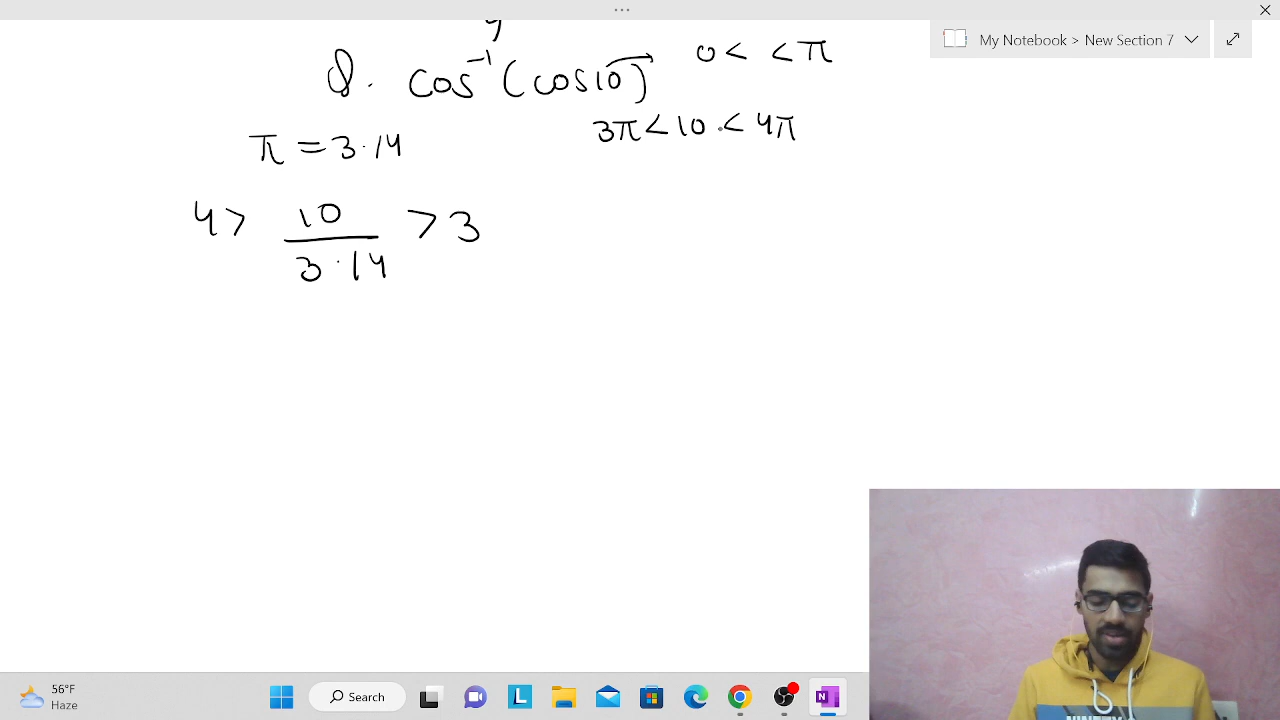 ...
My Notebook > New Section 7
y
0 < < π
Q. cos⁻¹(cos10)
3π < 10 < 4π
π = 3.14
4 > 10/3.14 > 3
56°F
Haze
Search